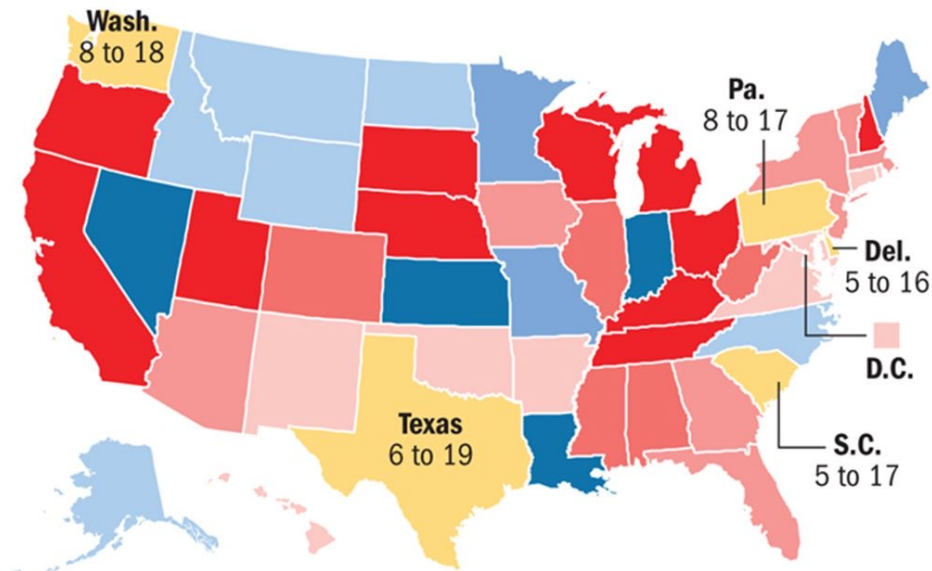 Wash.
8 to 18
Pa.
8 to 17
Del.
5 to 16
D.C.
Texas
6 to 19
S.C.
5 to 17